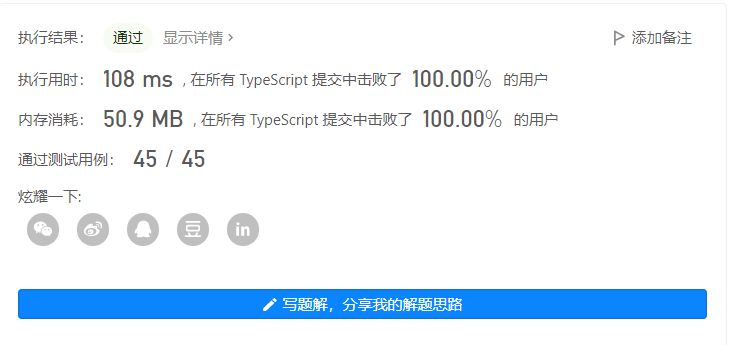 执行结果： 通过 显示详情 › 添加备注
执行用时： 108 ms , 在所有 TypeScript 提交中击败了 100.00% 的用户
内存消耗： 50.9 MB , 在所有 TypeScript 提交中击败了 100.00% 的用户
通过测试用例： 45 / 45
炫耀一下:
豆 in
写题解，分享我的解题思路